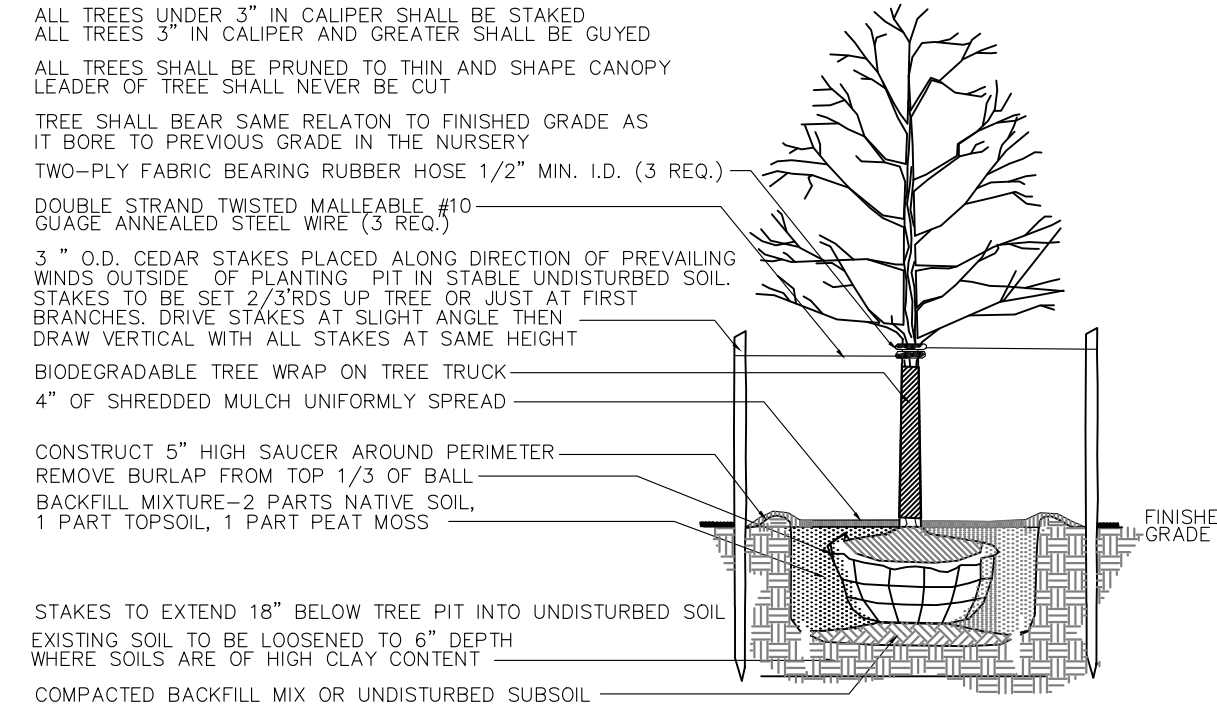 ALL TREES UNDER 3" IN CALIPER SHALL BE STAKED
ALL TREES 3" IN CALIPER AND GREATER SHALL BE GUYED
ALL TREES SHALL BE PRUNED TO THIN AND SHAPE CANOPY
LEADER OF TREE SHALL NEVER BE CUT
TREE SHALL BEAR SAME RELATON TO FINISHED GRADE AS
IT BORE TO PREVIOUS GRADE IN THE NURSERY
TWO-PLY FABRIC BEARING RUBBER HOSE 1/2" MIN. I.D. (3 REQ.)
DOUBLE STRAND TWISTED MALLEABLE #10
GUAGE ANNEALED STEEL WIRE (3 REQ.)
3 " O.D. CEDAR STAKES PLACED ALONG DIRECTION OF PREVAILING
WINDS OUTSIDE OF PLANTING PIT IN STABLE UNDISTURBED SOIL.
STAKES TO BE SET 2/3'RDS UP TREE OR JUST AT FIRST
BRANCHES. DRIVE STAKES AT SLIGHT ANGLE THEN
DRAW VERTICAL WITH ALL STAKES AT SAME HEIGHT
BIODEGRADABLE TREE WRAP ON TREE TRUCK
4" OF SHREDDED MULCH UNIFORMLY SPREAD
CONSTRUCT 5" HIGH SAUCER AROUND PERIMETER
REMOVE BURLAP FROM TOP 1/3 OF BALL
BACKFILL MIXTURE-2 PARTS NATIVE SOIL,
1 PART TOPSOIL, 1 PART PEAT MOSS
FINISHE
GRADE
STAKES TO EXTEND 18" BELOW TREE PIT INTO UNDISTURBED SOIL
EXISTING SOIL TO BE LOOSENED TO 6" DEPTH
WHERE SOILS ARE OF HIGH CLAY CONTENT
COMPACTED BACKFILL MIX OR UNDISTURBED SUBSOIL